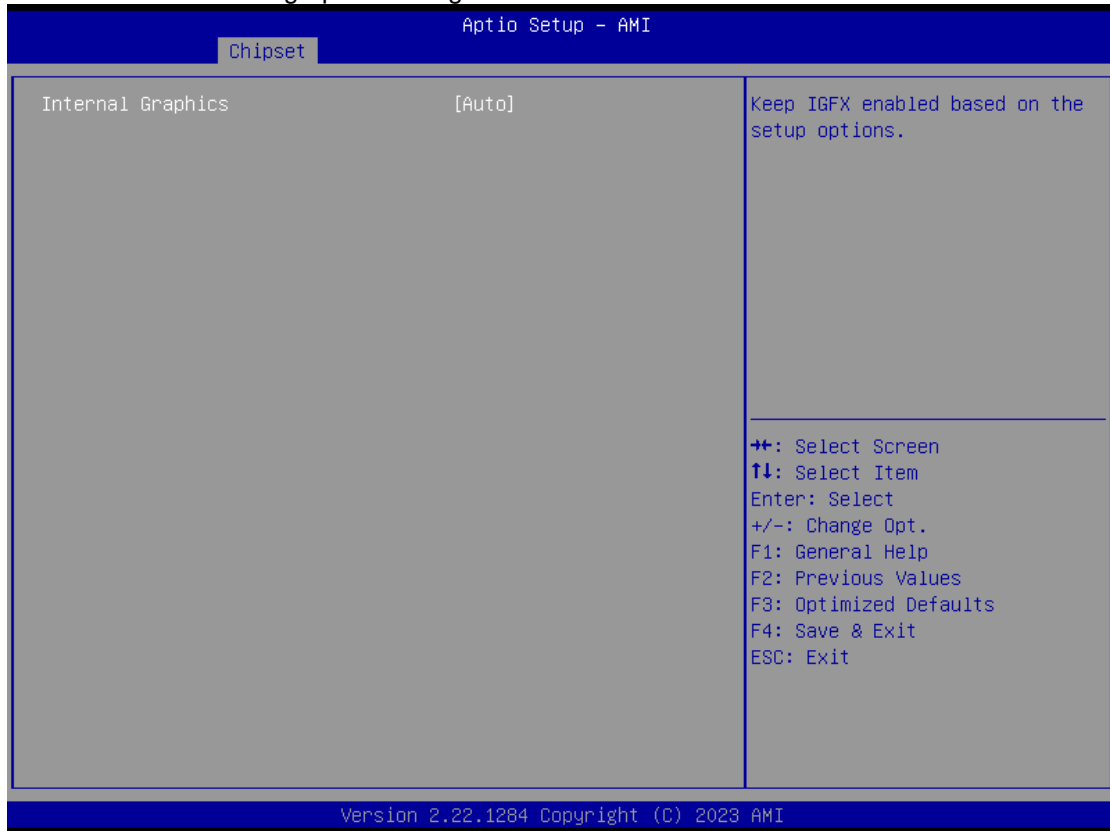 Aptio Setup – AMI
Chipset
Internal Graphics [Auto]
Keep IGFX enabled based on the
setup options.
→←: Select Screen
↑↓: Select Item
Enter: Select
+/-: Change Opt.
F1: General Help
F2: Previous Values
F3: Optimized Defaults
F4: Save & Exit
ESC: Exit
Version 2.22.1284 Copyright (C) 2023 AMI